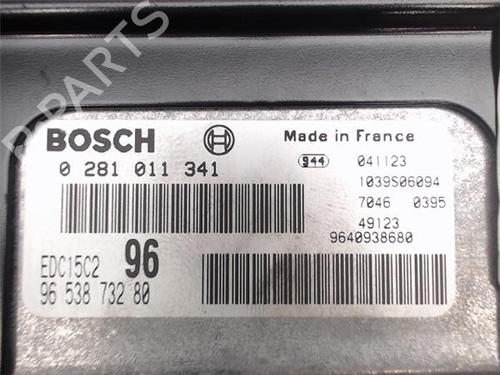 B-PARTS
BOSCH
Made in France
0 281 011 341
944 041123
1039S06094
7046 0395
49123
9640938680
EDC15C2 96
96 538 732 80